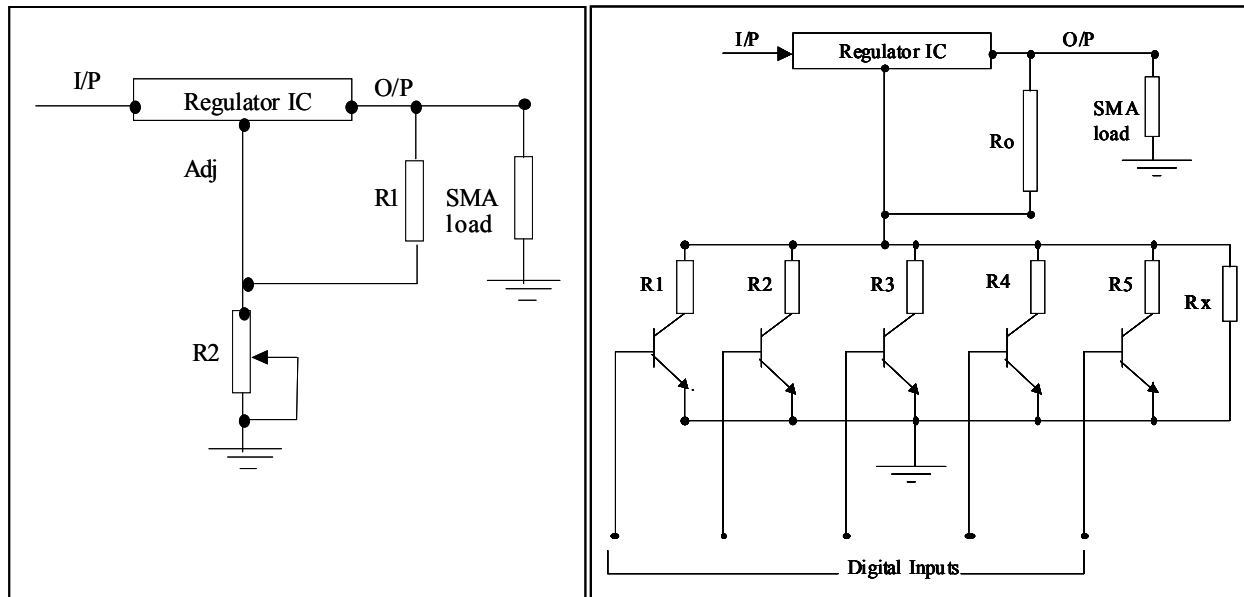 I/P
Regulator IC
O/P
Adj
R1
SMA
load
R2
I/P
Regulator IC
O/P
Ro
SMA
load
R1
R2
R3
R4
R5
Rx
Digital Inputs